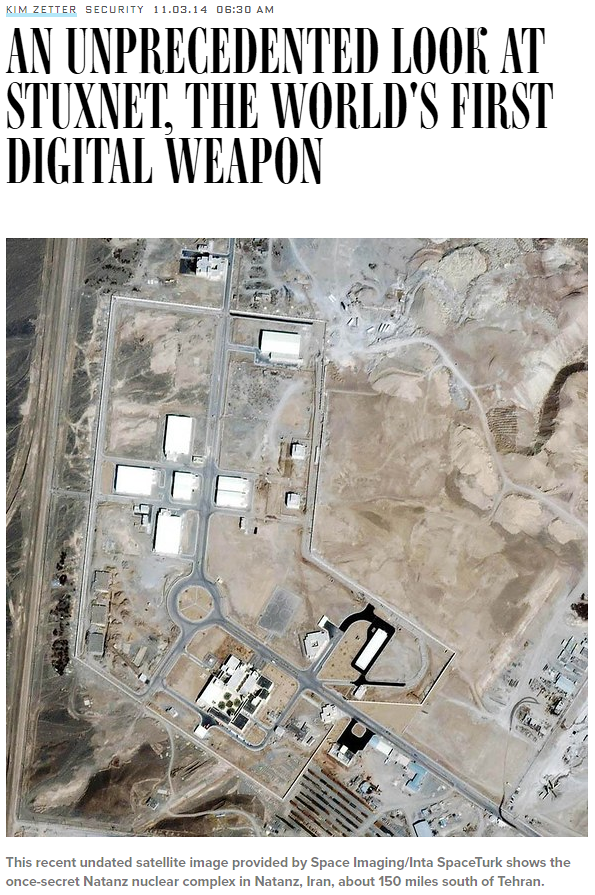 KIM ZETTER SECURITY 11.03.14 06:30 AM
AN UNPRECEDENTED LOOK AT
STUXNET, THE WORLD'S FIRST
DIGITAL WEAPON
This recent undated satellite image provided by Space Imaging/Inta SpaceTurk shows the
once-secret Natanz nuclear complex in Natanz, Iran, about 150 miles south of Tehran.